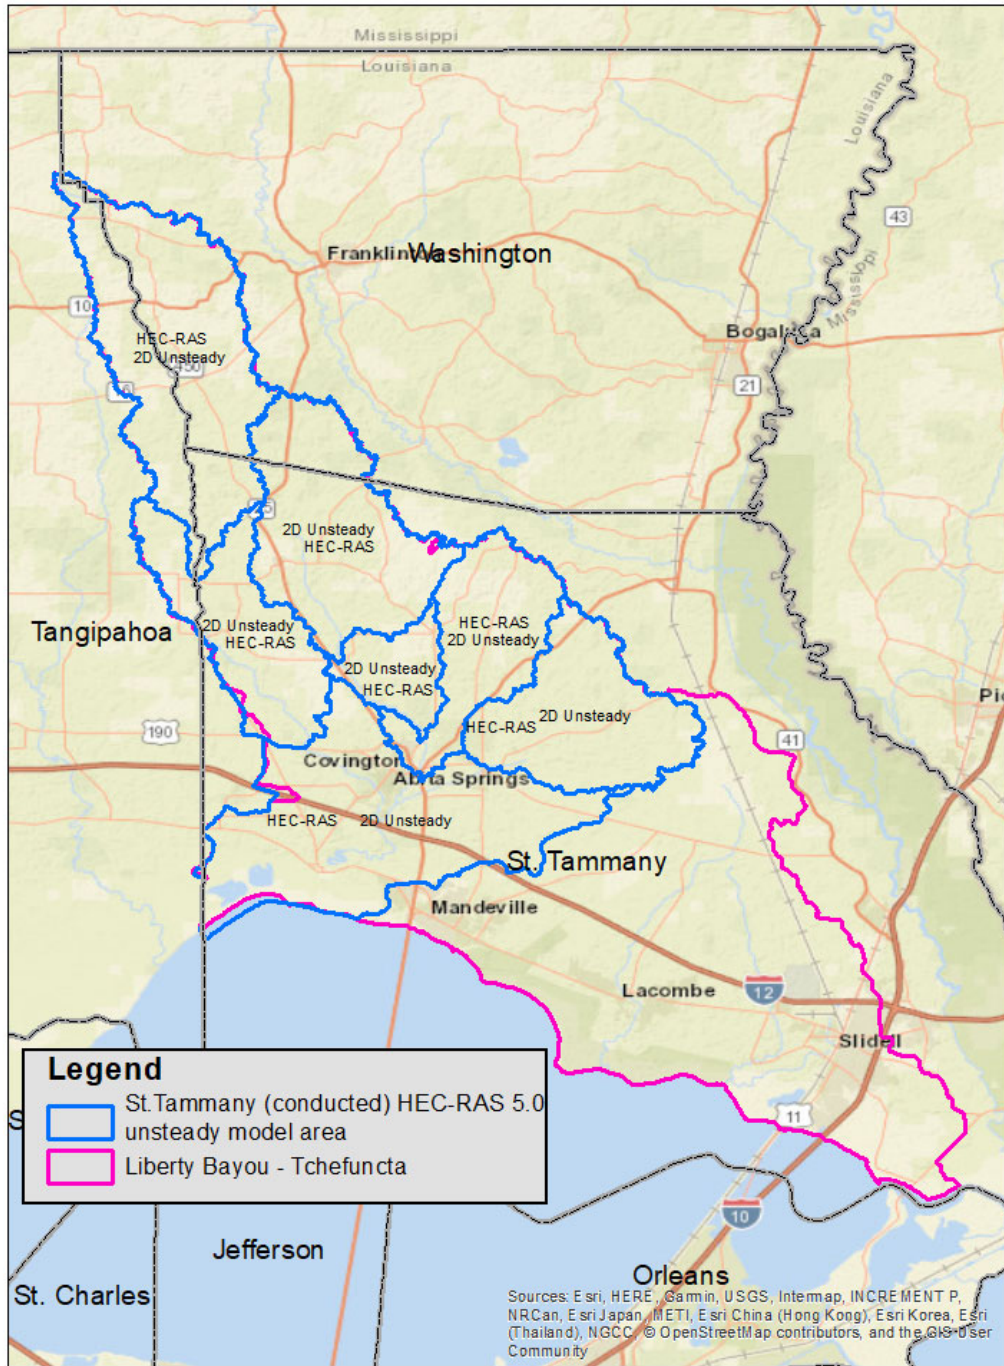 Mississippi
Louisiana
Louisiana
43
Franklinton
Washington
Mississippi
10
HEC-RAS
2D Unsteady
450
Bogalusa
16
21
25
2D Unsteady
HEC-RAS
HEC-RAS
2D Unsteady
Tangipahoa
2D Unsteady
HEC-RAS
2D Unsteady
HEC-RAS
HEC-RAS
2D Unsteady
190
41
Covington
Abita Springs
HEC-RAS
2D Unsteady
St. Tammany
Mandeville
Lacombe
12
Slidell
Legend
St.Tammany (conducted) HEC-RAS 5.0
unsteady model area
Liberty Bayou - Tchefuncta
11
10
Jefferson
Orleans
St. Charles
Sources: Esri, HERE, Garmin, USGS, Intermap, INCREMENT P,
NRCan, Esri Japan, METI, Esri China (Hong Kong), Esri Korea, Esri
(Thailand), NGCC, © OpenStreetMap contributors, and the GIS User
Community